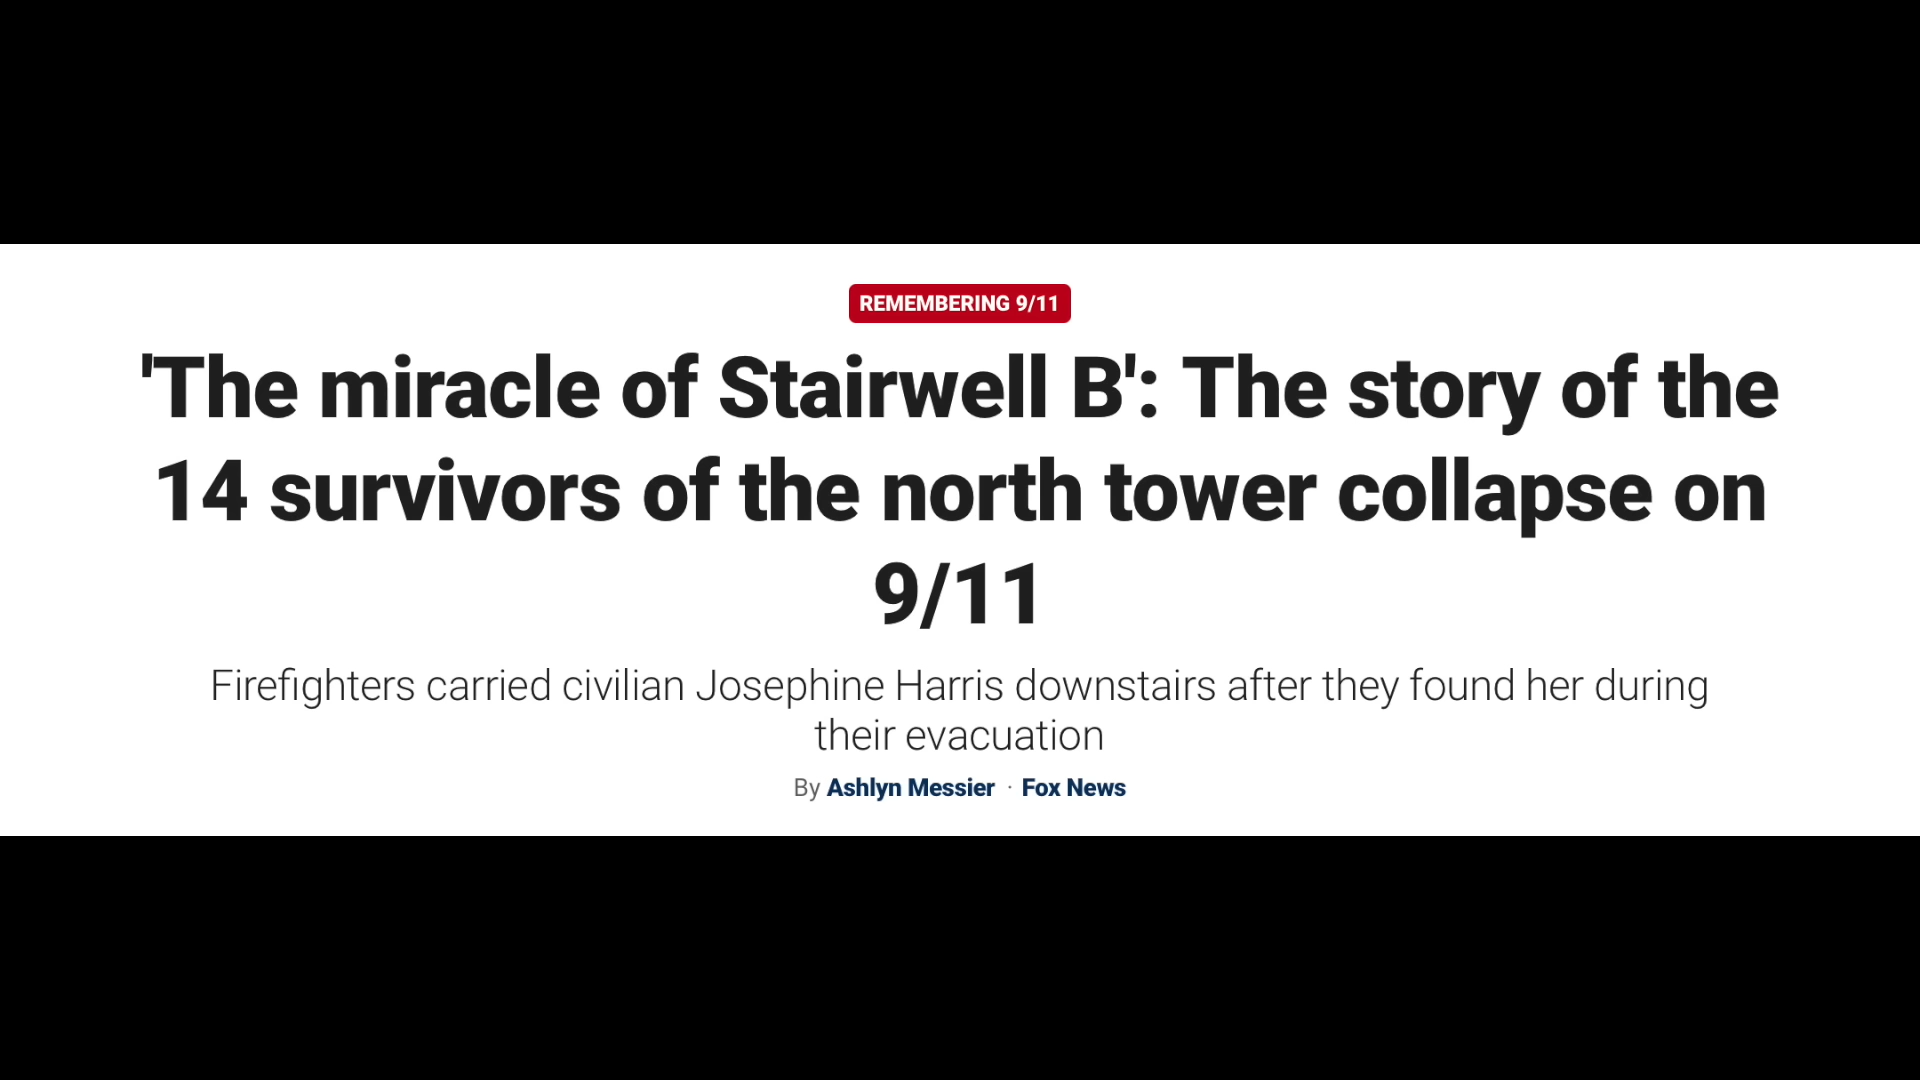 REMEMBERING 9/11
'The miracle of Stairwell B': The story of the
14 survivors of the north tower collapse on
9/11
Firefighters carried civilian Josephine Harris downstairs after they found her during
their evacuation
By Ashlyn Messier · Fox News